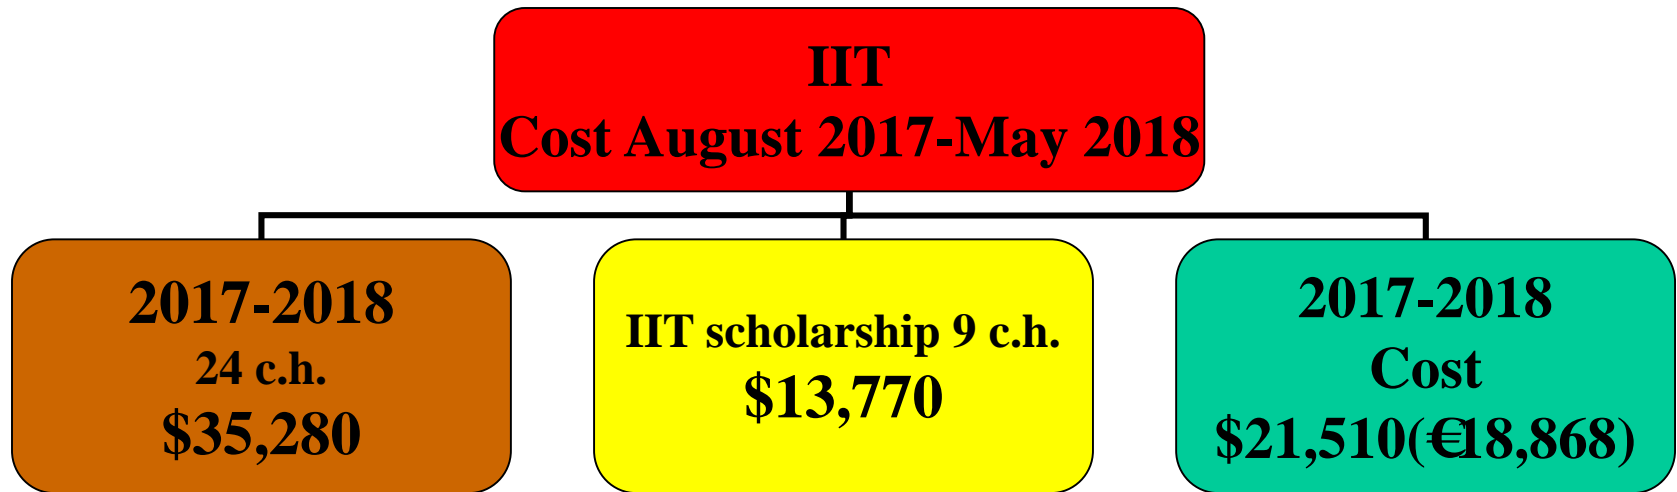 IIT
Cost August 2017-May 2018
2017-2018
24 c.h.
$35,280
IIT scholarship 9 c.h.
$13,770
2017-2018
Cost
$21,510(€18,868)